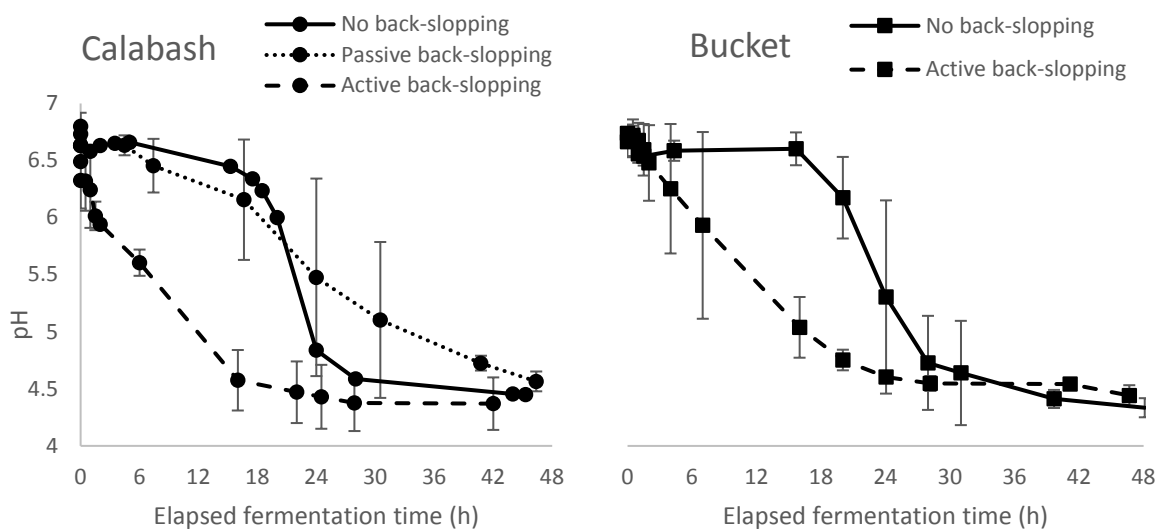 Calabash
No back-slopping
Passive back-slopping
Active back-slopping
7
6.5
6
5.5
5
4.5
4
pH
0 6 12 18 24 30 36 42 48
Elapsed fermentation time (h)
Bucket
No back-slopping
Active back-slopping
0 6 12 18 24 30 36 42 48
Elapsed fermentation time (h)